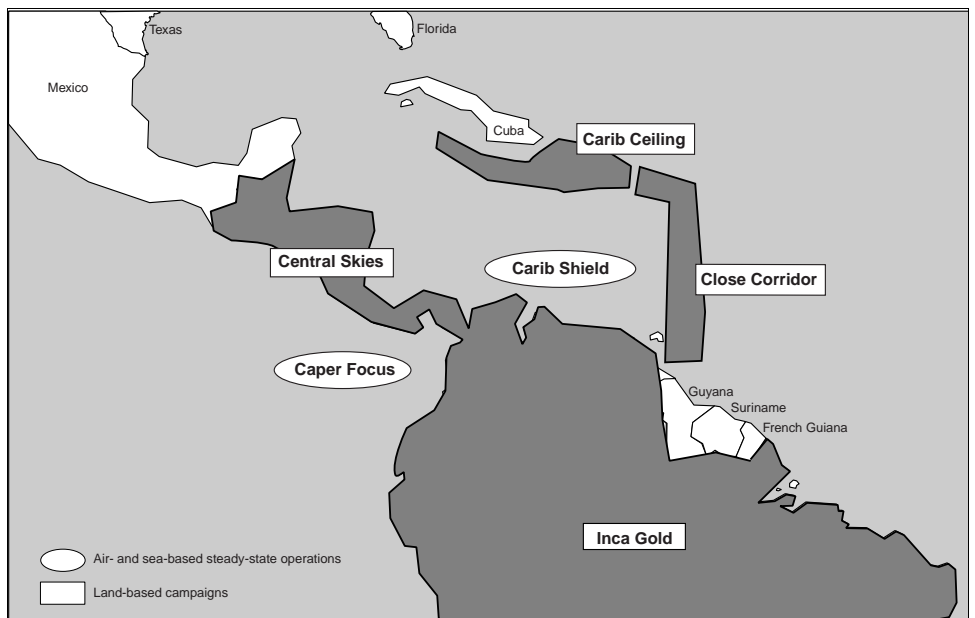 Texas
Florida
Mexico
Cuba
Carib Ceiling
Central Skies
Carib Shield
Close Corridor
Caper Focus
Guyana
Suriname
French Guiana
Inca Gold
Air- and sea-based steady-state operations
Land-based campaigns